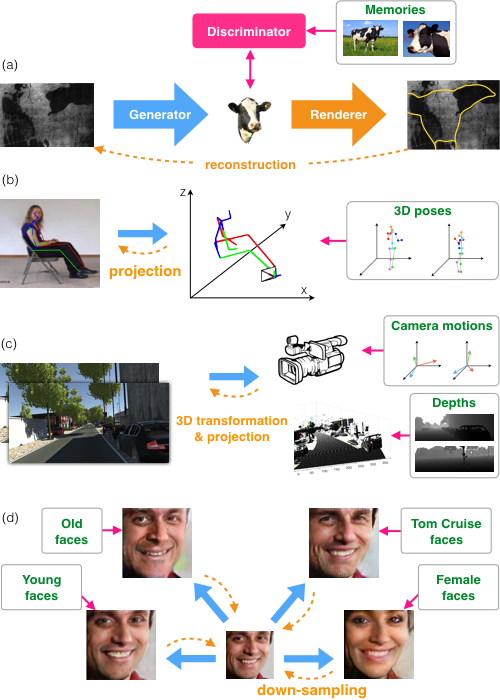 Memories
Discriminator
(a)
Generator
Renderer
reconstruction
(b)
z
y
x
3D poses
projection
(c)
Camera motions
3D transformation
& projection
Depths
(d)
Old
faces
Tom Cruise
faces
Young
faces
Female
faces
down-sampling